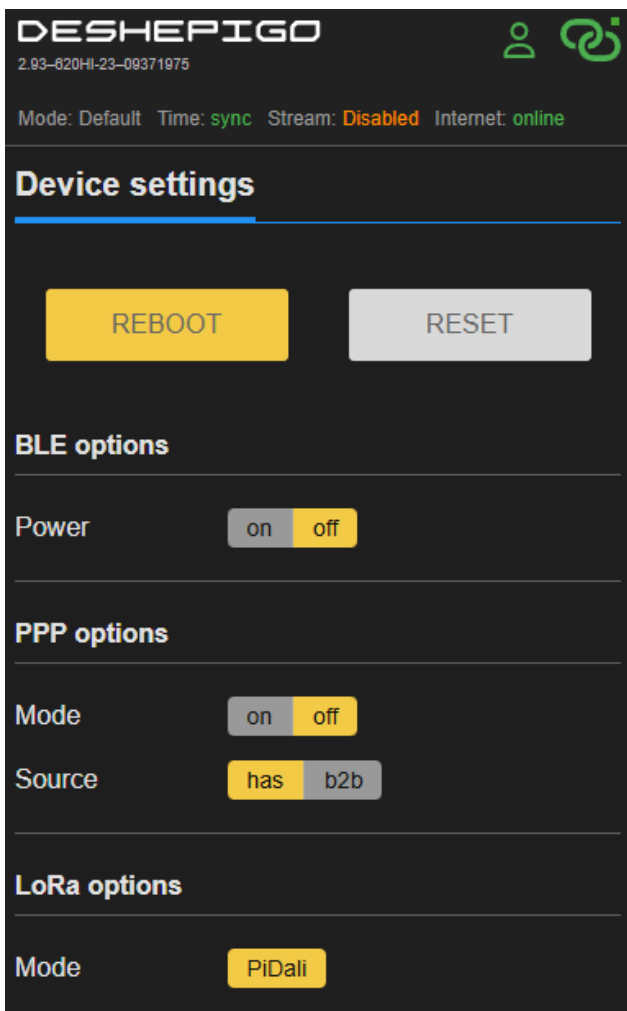 DESHEPIGO
2.93–620HI-23–09371975
Mode: Default Time: sync Stream: Disabled Internet: online
Device settings
REBOOT RESET
BLE options
Power on off
PPP options
Mode on off
Source has b2b
LoRa options
Mode PiDali